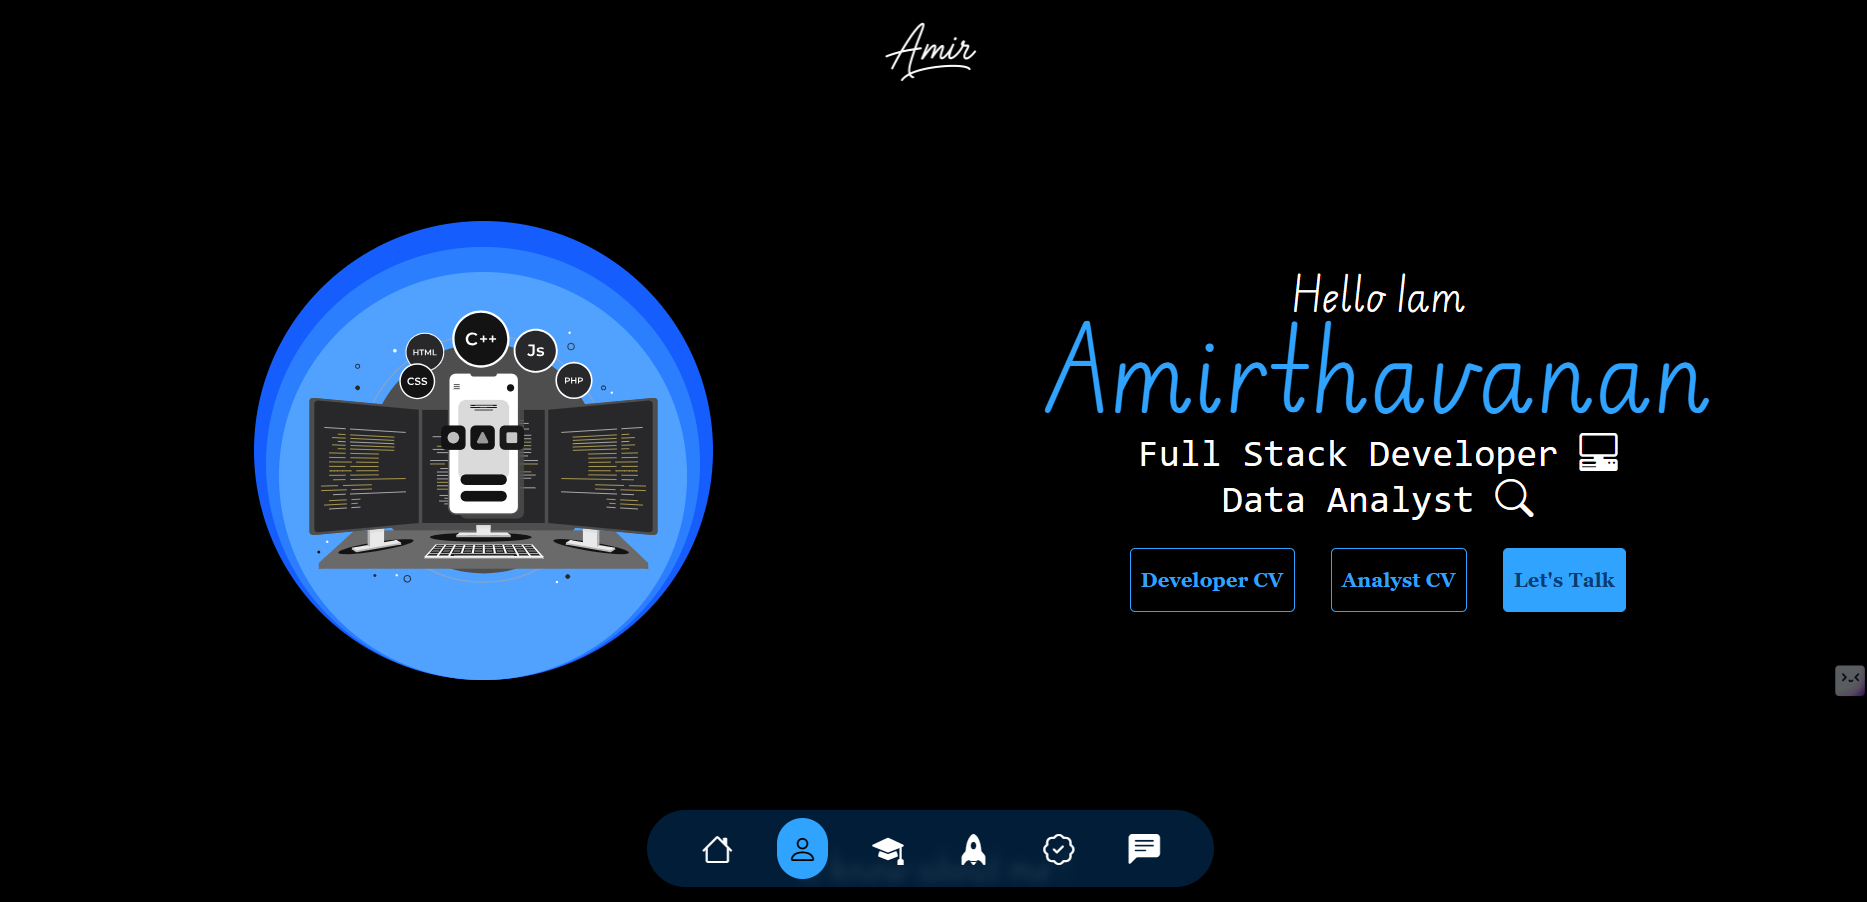 Amir
HTML
C++
Js
CSS
PHP
Hello Iam
Amirthavanan
Full Stack Developer
Data Analyst
Developer CV
Analyst CV
Let's Talk